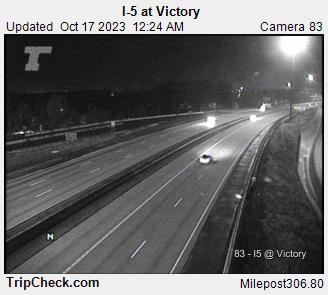 I-5 at Victory
Updated Oct 17 2023 12:24 AM Camera 83
T
N
83 - I5 @ Victory
TripCheck.com Milepost306.80